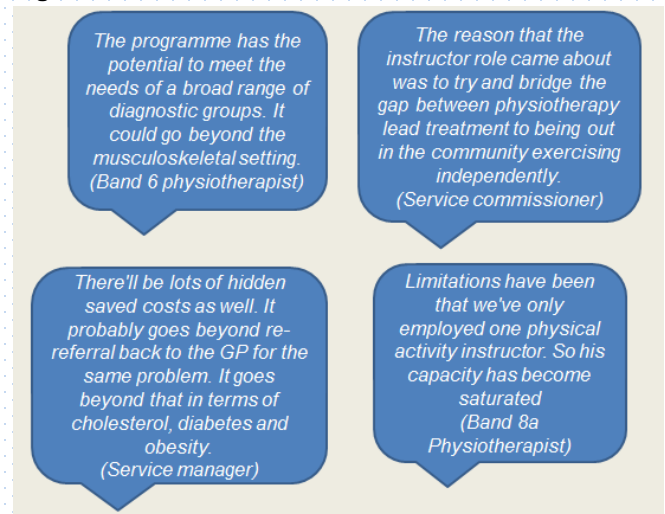 The programme has the
potential to meet the
needs of a broad range of
diagnostic groups. It
could go beyond the
musculoskeletal setting.
(Band 6 physiotherapist)
The reason that the
instructor role came about
was to try and bridge the
gap between physiotherapy
lead treatment to being out
in the community exercising
independently.
(Service commissioner)
There'll be lots of hidden
saved costs as well. It
probably goes beyond re-
referral back to the GP for the
same problem. It goes
beyond that in terms of
cholesterol, diabetes and
obesity.
(Service manager)
Limitations have been
that we've only
employed one physical
activity instructor. So his
capacity has become
saturated
(Band 8a
Physiotherapist)